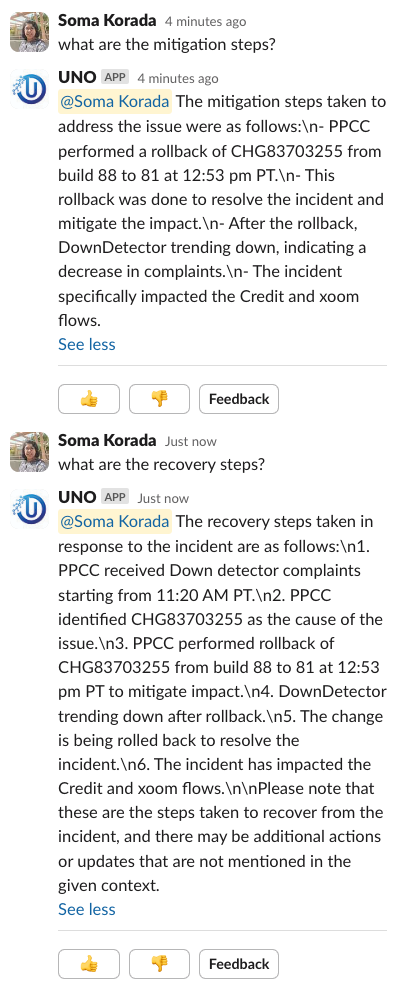 Soma Korada 4 minutes ago
what are the mitigation steps?
UNO APP 4 minutes ago
@Soma Korada The mitigation steps taken to
address the issue were as follows:\n- PPCC
performed a rollback of CHG83703255 from
build 88 to 81 at 12:53 pm PT.\n- This
rollback was done to resolve the incident and
mitigate the impact.\n- After the rollback,
DownDetector trending down, indicating a
decrease in complaints.\n- The incident
specifically impacted the Credit and xoom
flows.
See less
Feedback
Soma Korada Just now
what are the recovery steps?
UNO APP Just now
@Soma Korada The recovery steps taken in
response to the incident are as follows:\n1.
PPCC received Down detector complaints
starting from 11:20 AM PT.\n2. PPCC
identified CHG83703255 as the cause of the
issue.\n3. PPCC performed rollback of
CHG83703255 from build 88 to 81 at 12:53
pm PT to mitigate impact.\n4. DownDetector
trending down after rollback.\n5. The change
is being rolled back to resolve the
incident.\n6. The incident has impacted the
Credit and xoom flows.\n\nPlease note that
these are the steps taken to recover from the
incident, and there may be additional actions
or updates that are not mentioned in the
given context.
See less
Feedback